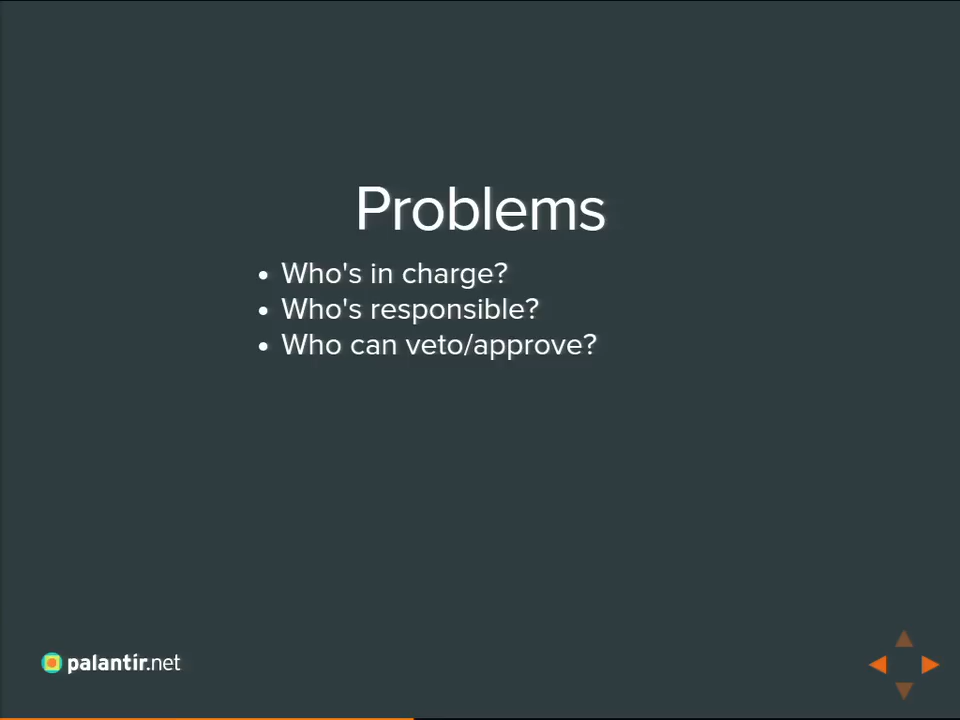 Problems
• Who's in charge?
• Who's responsible?
• Who can veto/approve?
palantir.net